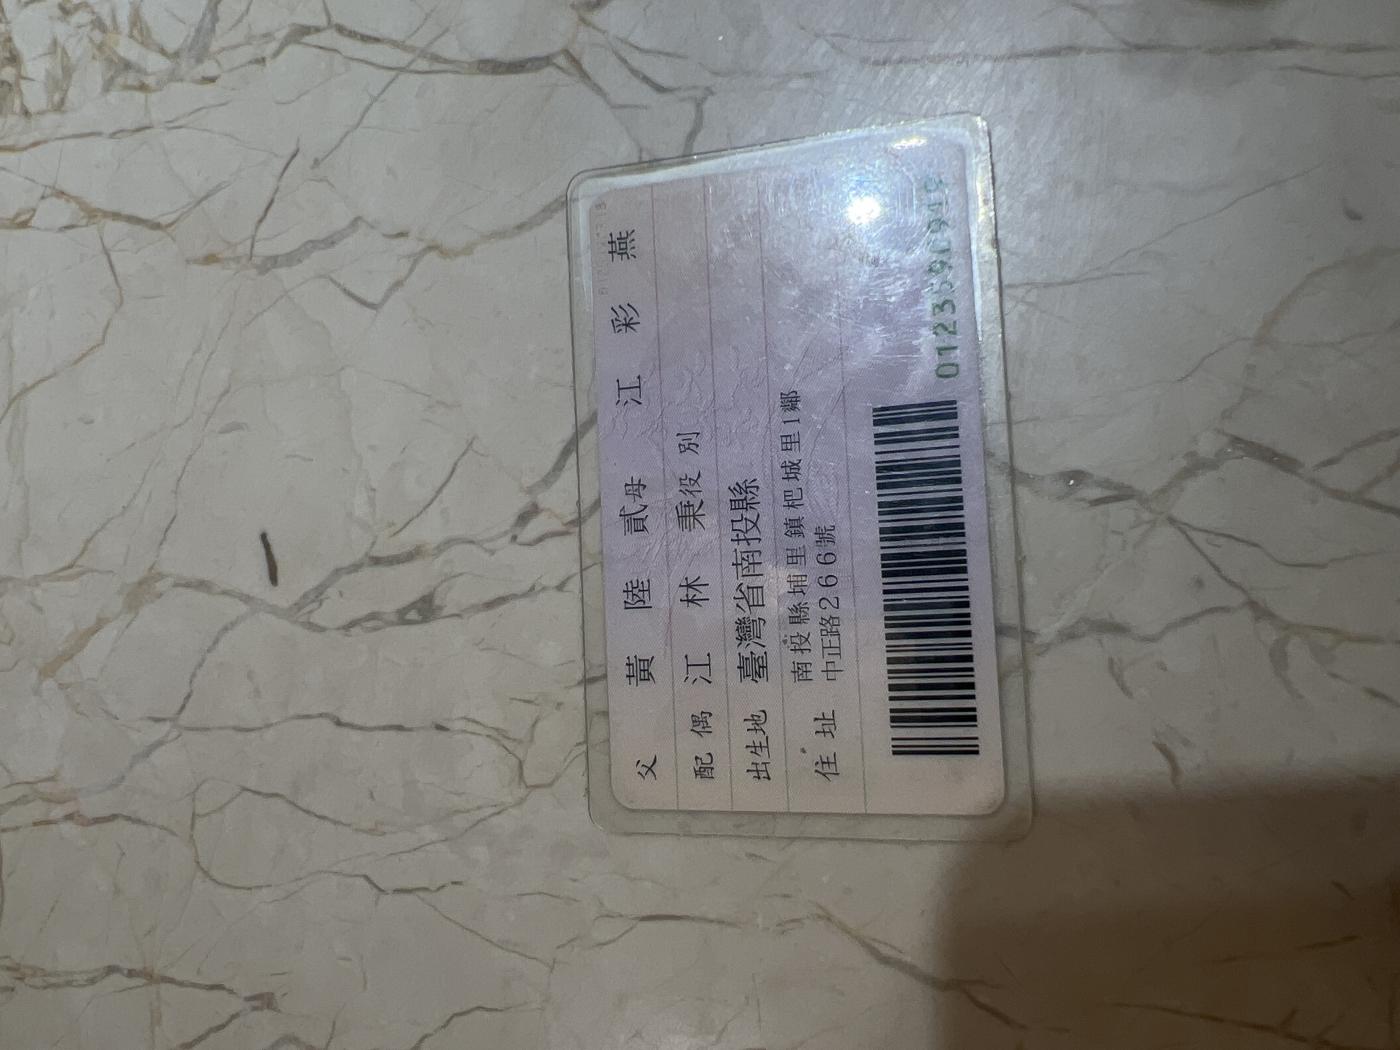 父 黃 陸 貳 母 江 彩 燕
配偶 江 林 秉 役別
出生地 臺灣省南投縣
住址 南投縣埔里鎮杷城里1鄰
中正路266號